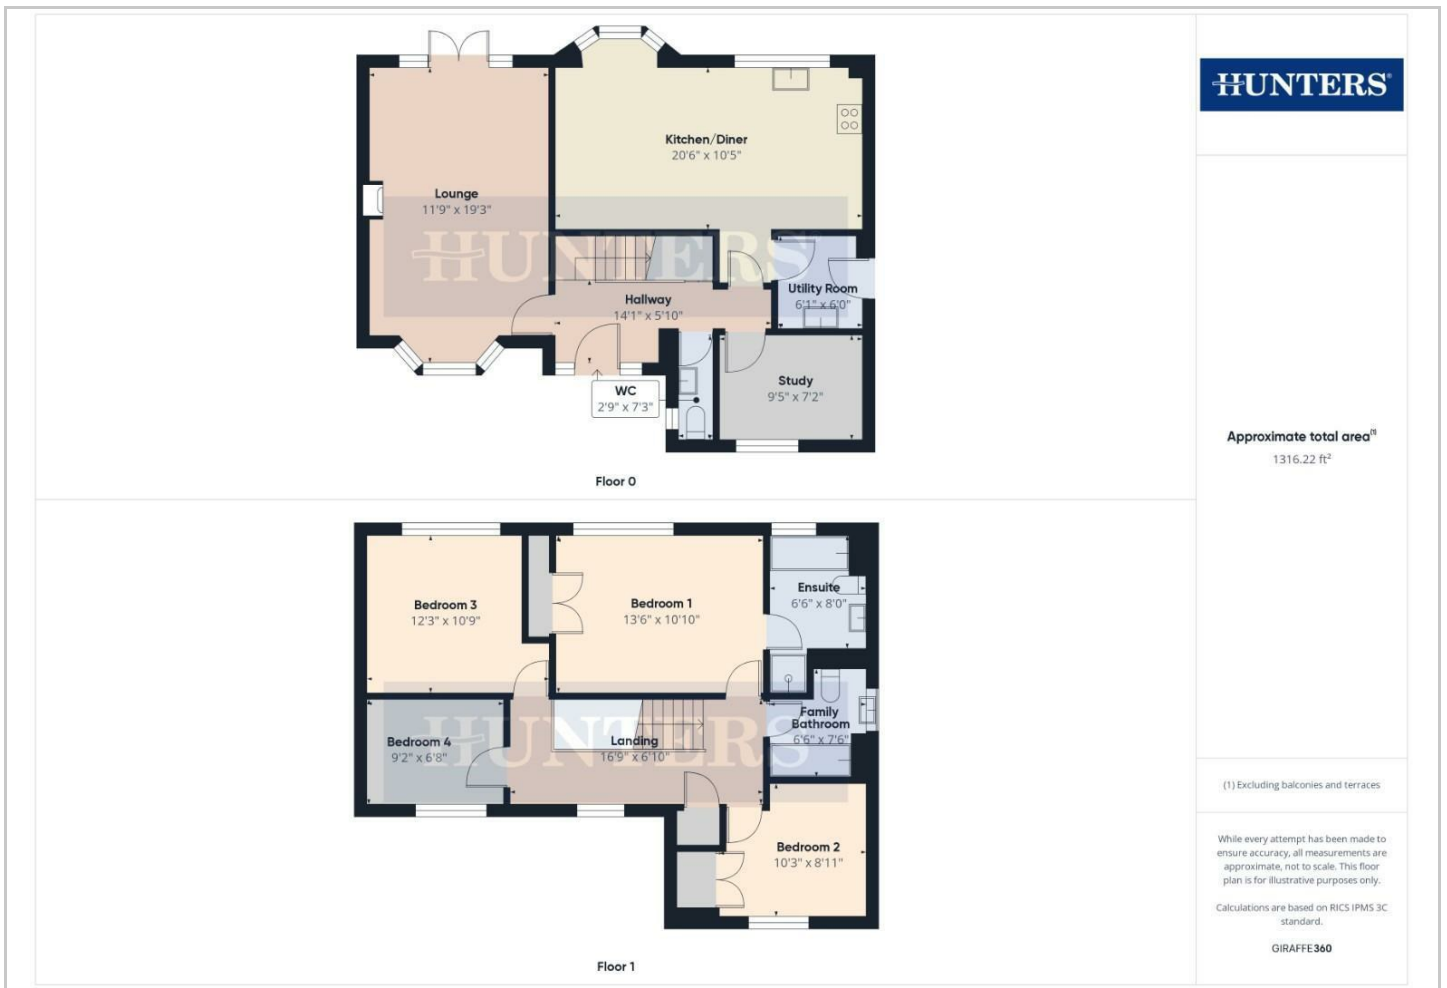 HUNTERS®
Kitchen/Diner
20'6" x 10'5"
Lounge
11'9" x 19'3"
HUNTERS
Utility Room
6'1" x 6'0"
Hallway
14'1" x 5'10"
Study
9'5" x 7'2"
WC
2'9" x 7'3"
Floor 0
Approximate total area(1)
1316.22 ft²
Bedroom 3
12'3" x 10'9"
Bedroom 1
13'6" x 10'10"
Ensuite
6'6" x 8'0"
HUNTERS
Bedroom 4
9'2" x 6'8"
Landing
16'9" x 6'10"
Family
Bathroom
6'6" x 7'6"
Bedroom 2
10'3" x 8'11"
Floor 1
(1) Excluding balconies and terraces
While every attempt has been made to
ensure accuracy, all measurements are
approximate, not to scale. This floor
plan is for illustrative purposes only.
Calculations are based on RICS IPMS 3C
standard.
GIRAFFE360